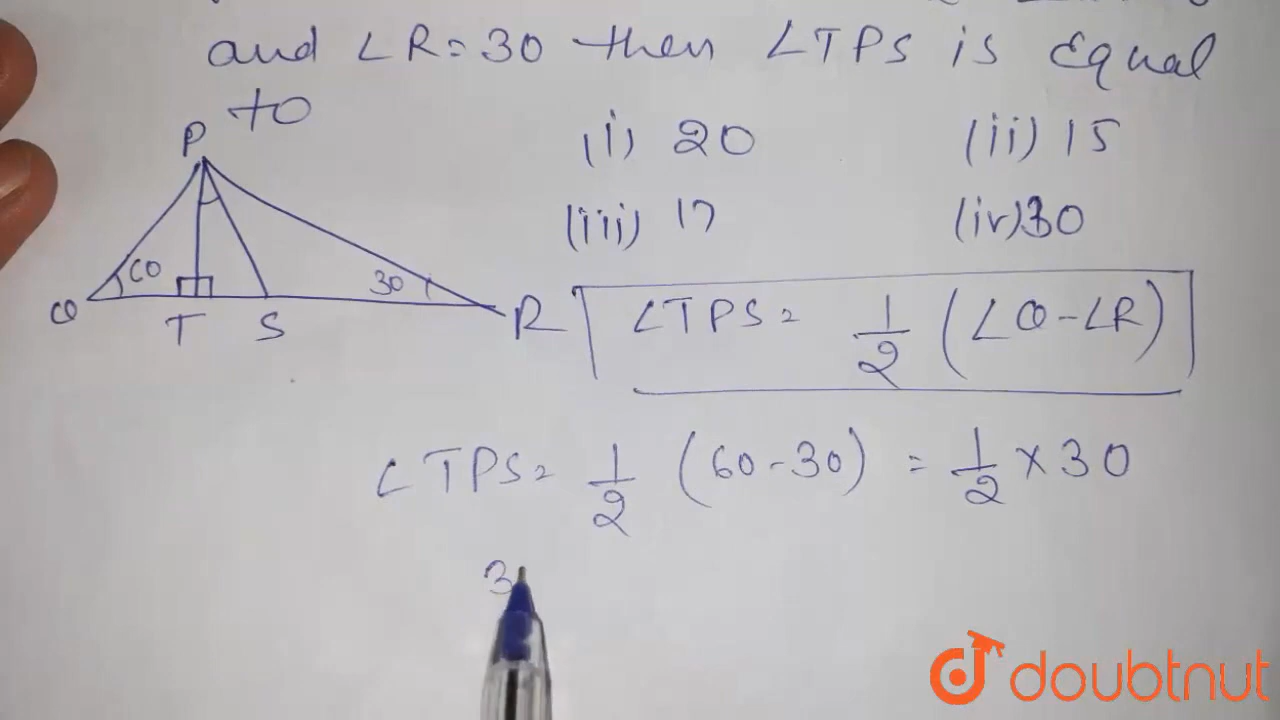 and ∠R=30 then ∠TPS is Equal
to
(i) 20 (ii) 15
(iii) 17 (iv) 30
P
60
30
Q T S R
∠TPS = 1/2 (∠Q-∠R)
∠TPS = 1/2 (60-30) = 1/2 × 30
3
doubtnut